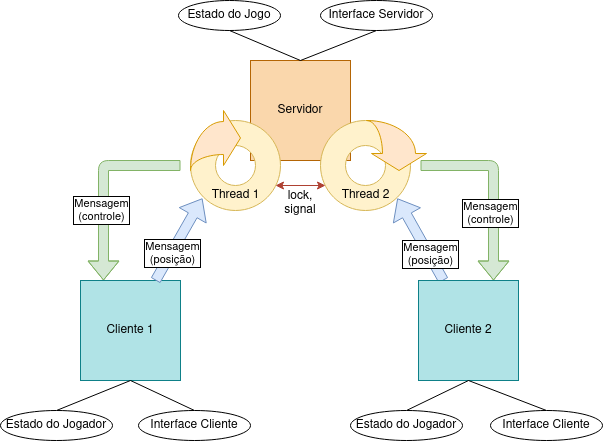 Estado do Jogo
Interface Servidor
Servidor
Thread 1
Thread 2
lock,
signal
Mensagem
(controle)
Mensagem
(controle)
Mensagem
(posição)
Mensagem
(posição)
Cliente 1
Cliente 2
Estado do Jogador
Interface Cliente
Estado do Jogador
Interface Cliente